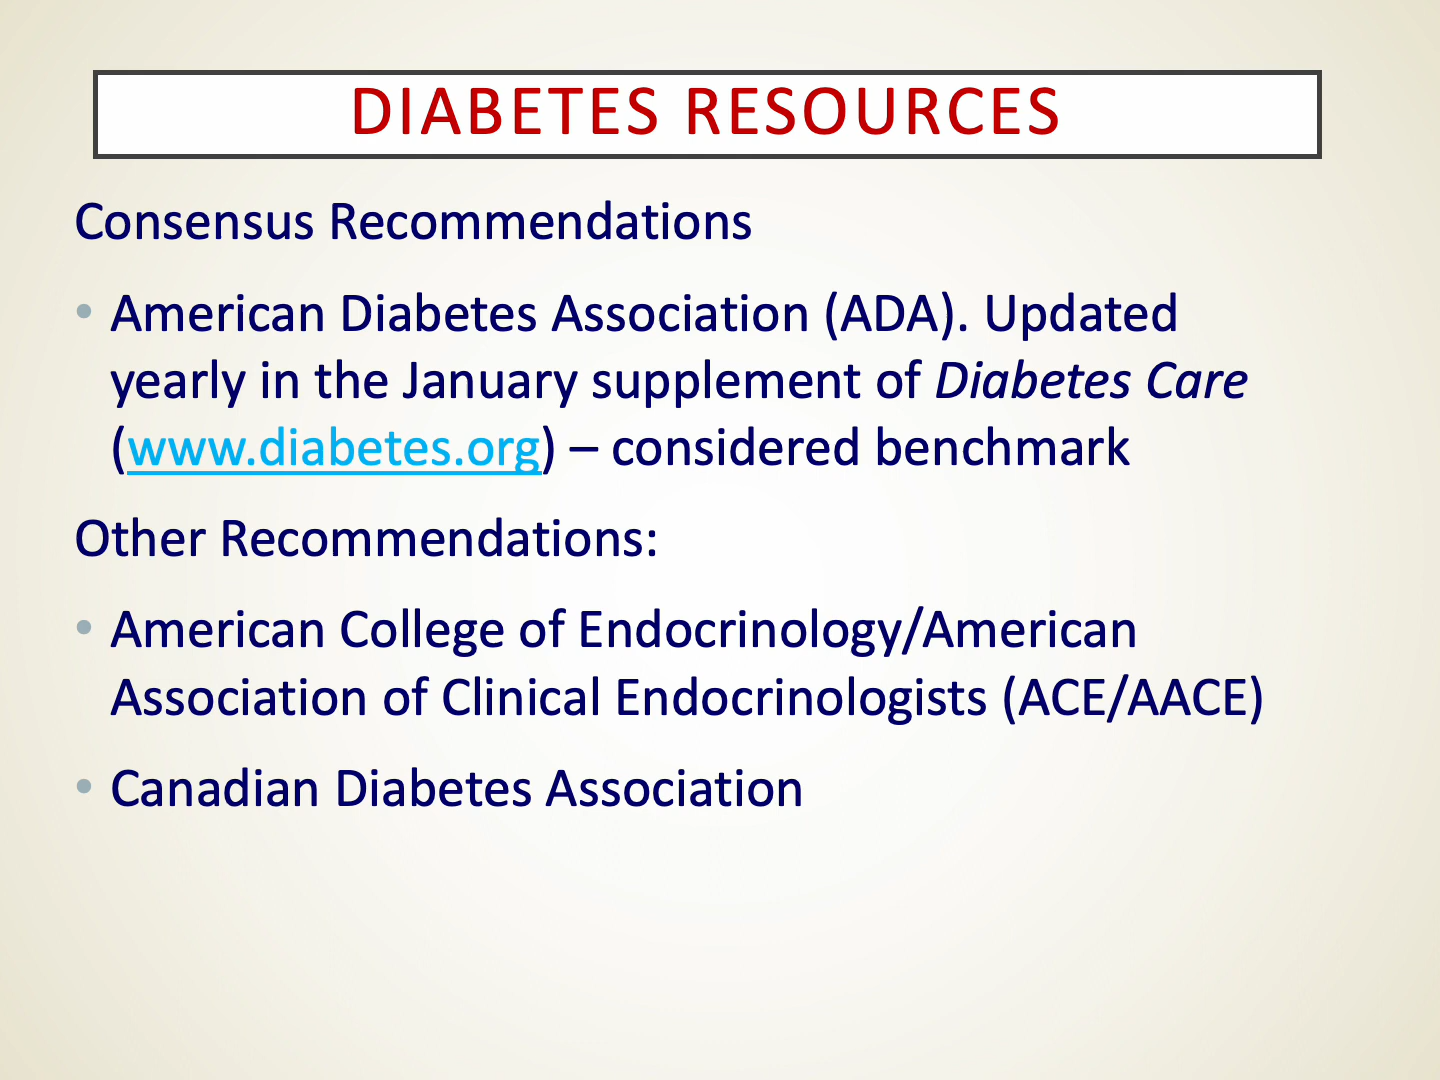 DIABETES RESOURCES
Consensus Recommendations
• American Diabetes Association (ADA). Updated
yearly in the January supplement of Diabetes Care
(www.diabetes.org) – considered benchmark
Other Recommendations:
• American College of Endocrinology/American
Association of Clinical Endocrinologists (ACE/AACE)
• Canadian Diabetes Association